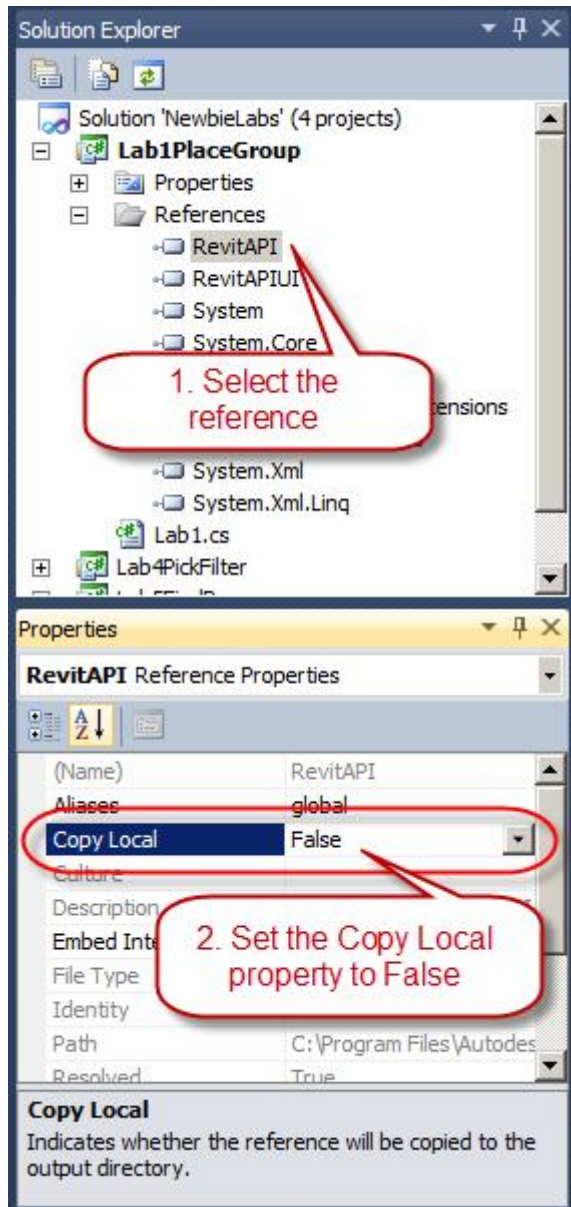 Solution Explorer
Solution 'NewbieLabs' (4 projects)
Lab1PlaceGroup
Properties
References
RevitAPI
RevitAPIUI
System
System.Core
1. Select the
reference
System.Xml
System.Xml.Linq
Lab1.cs
Lab4PickFilter
Properties
RevitAPI Reference Properties
(Name) RevitAPI
Aliases global
Copy Local False
Culture
Description
2. Set the Copy Local
property to False
Embed
File Type
Identity
Path C:\Program Files\Autodes
Resolved True
Copy Local
Indicates whether the reference will be copied to the
output directory.